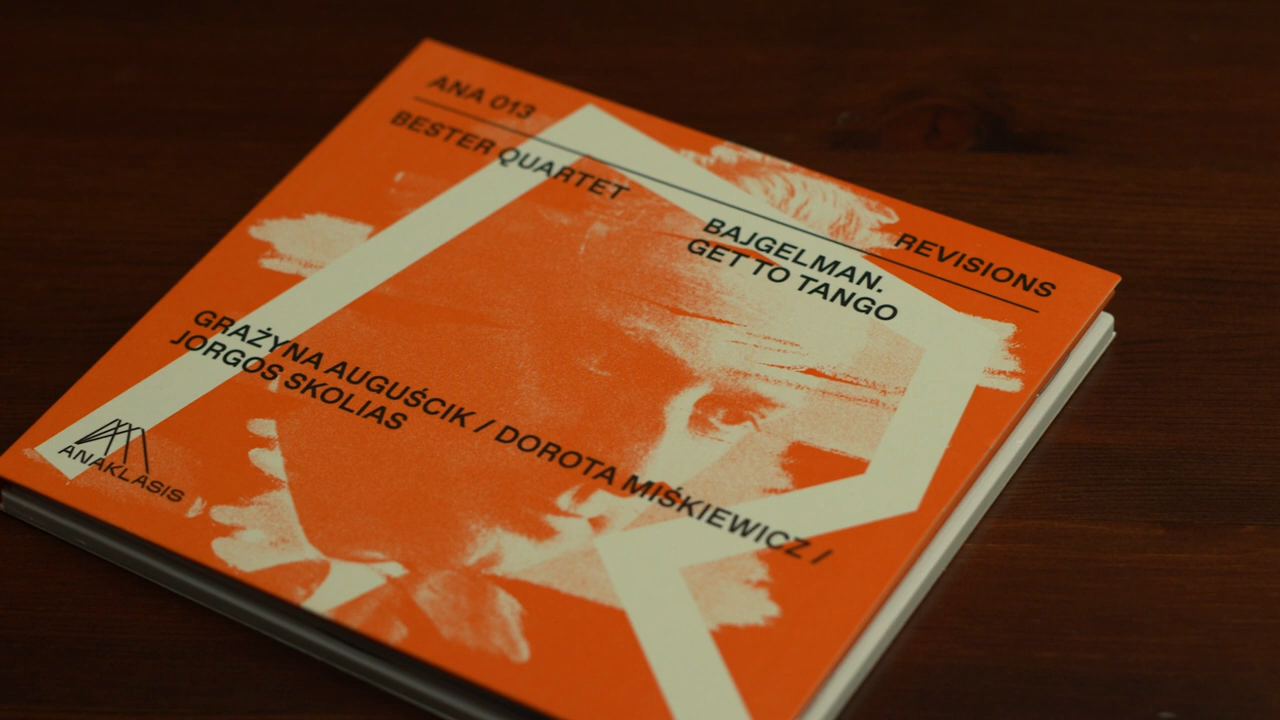 ANA 013
REVISIONS
BESTER QUARTET
BAJGELMAN.
GET TO TANGO
GRAŻYNA AUGUŚCIK / DOROTA MIŚKIEWICZ /
JORGOS SKOLIAS
ANAKLASIS